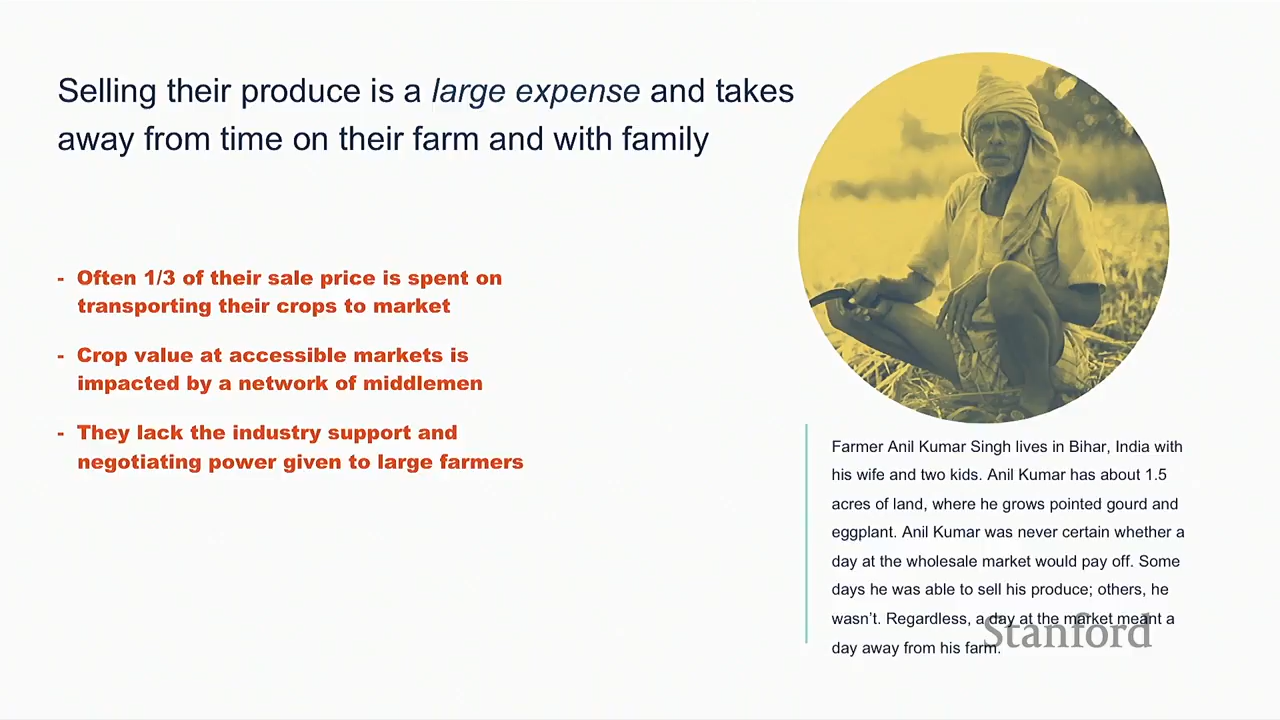 Selling their produce is a large expense and takes
away from time on their farm and with family
- Often 1/3 of their sale price is spent on
transporting their crops to market
- Crop value at accessible markets is
impacted by a network of middlemen
- They lack the industry support and
negotiating power given to large farmers
Farmer Anil Kumar Singh lives in Bihar, India with
his wife and two kids. Anil Kumar has about 1.5
acres of land, where he grows pointed gourd and
eggplant. Anil Kumar was never certain whether a
day at the wholesale market would pay off. Some
days he was able to sell his produce; others, he
wasn't. Regardless, a day at the market meant a
day away from his farm.
Stanford